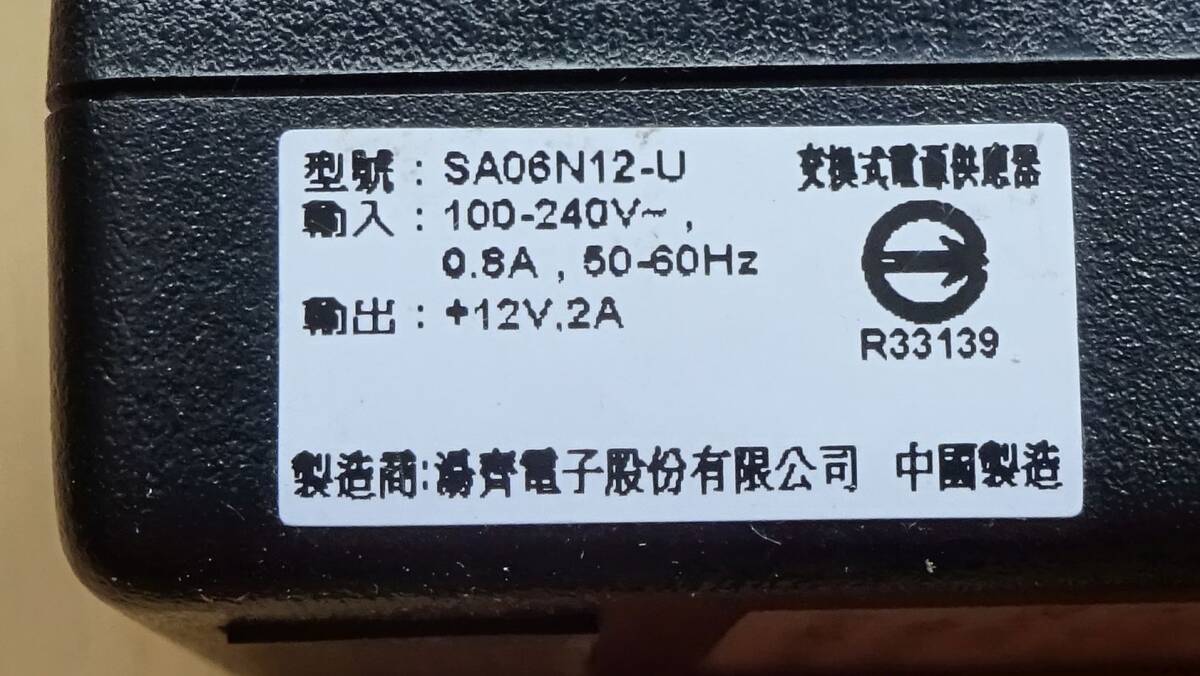 型號：SA06N12-U
變換式電源供應器
輸入：100-240V~ ,
0.8A , 50-60Hz
輸出：+12V,2A
R33139
製造商:湯齊電子股份有限公司 中國製造